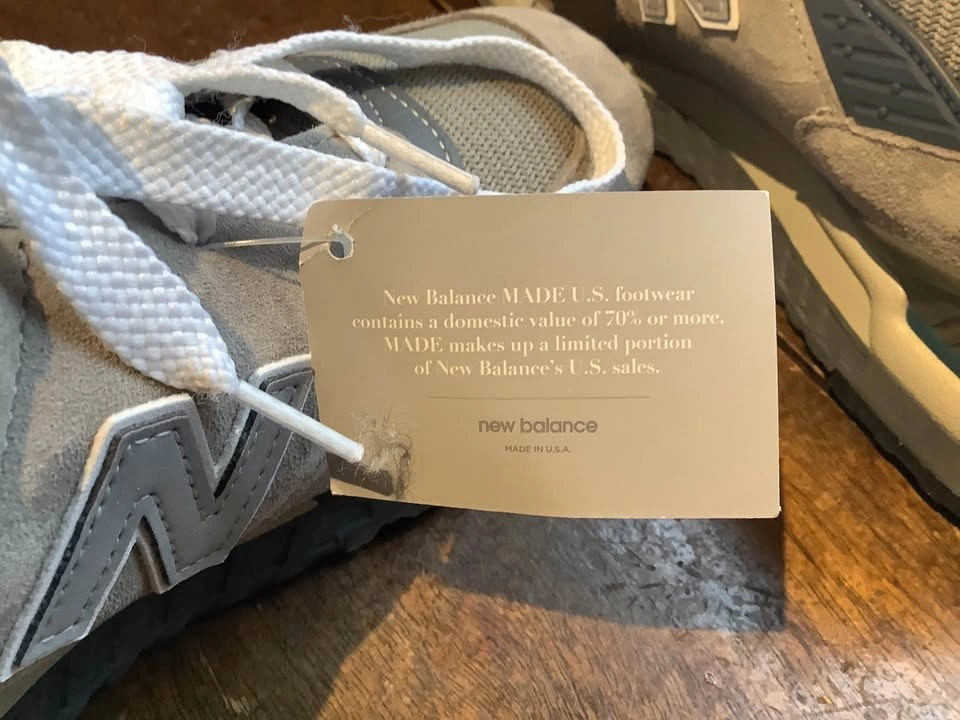 New Balance MADE U.S. footwear
contains a domestic value of 70% or more.
MADE makes up a limited portion
of New Balance's U.S. sales.
new balance
MADE IN U.S.A.
N
N